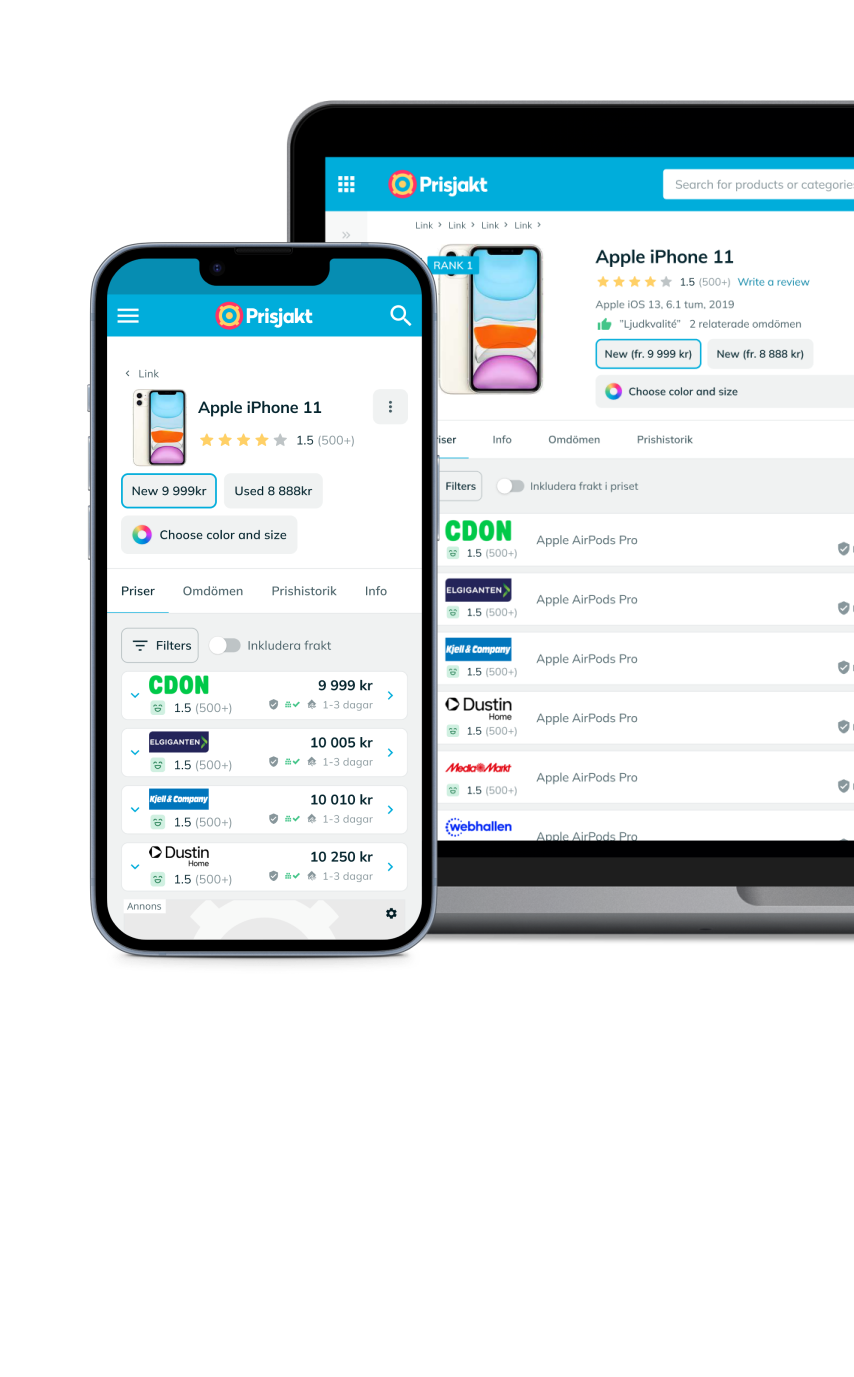 Prisjakt
Search for products or categories
Link > Link > Link > Link >
RANK 1
Apple iPhone 11
1.5 (500+) Write a review
Apple iOS 13, 6.1 tum, 2019
"Ljudkvalité" 2 relaterade omdömen
New (fr. 9 999 kr) New (fr. 8 888 kr)
Choose color and size
Info Omdömen Prishistorik
Filters Inkludera frakt i priset
CDON
1.5 (500+)
Apple AirPods Pro
ELGIGANTEN
1.5 (500+)
Apple AirPods Pro
Kjell & Company
1.5 (500+)
Apple AirPods Pro
Dustin
Home
1.5 (500+)
Apple AirPods Pro
Media Markt
1.5 (500+)
Apple AirPods Pro
webhallen
Apple AirPods Pro
Prisjakt
< Link
Apple iPhone 11
1.5 (500+)
New 9 999kr Used 8 888kr
Choose color and size
Priser Omdömen Prishistorik Info
Filters Inkludera frakt
CDON 9 999 kr
1.5 (500+) 1-3 dagar
ELGIGANTEN 10 005 kr
1.5 (500+) 1-3 dagar
Kjell & Company 10 010 kr
1.5 (500+) 1-3 dagar
Dustin 10 250 kr
Home
1.5 (500+) 1-3 dagar
Annons